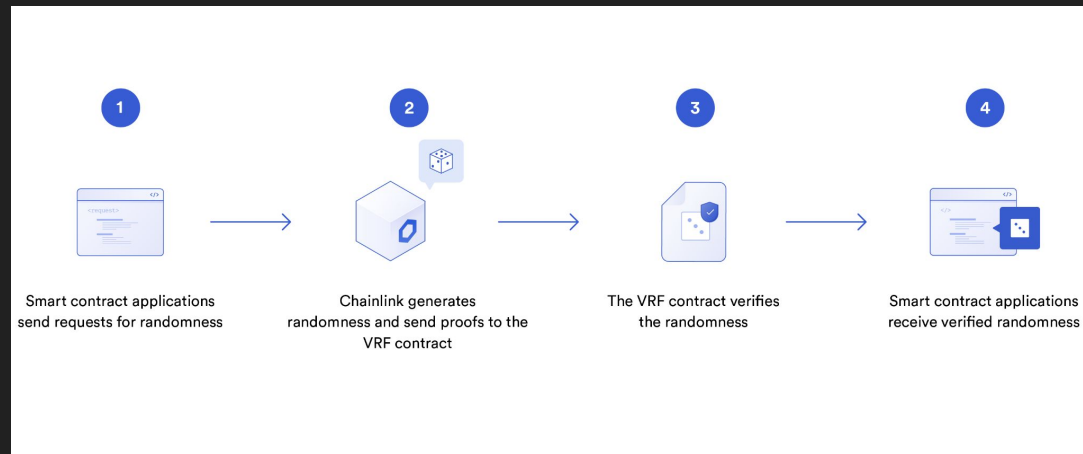 1
2
3
4
</>
<request>
</>
</>
Smart contract applications
send requests for randomness
Chainlink generates
randomness and send proofs to the
VRF contract
The VRF contract verifies
the randomness
Smart contract applications
receive verified randomness